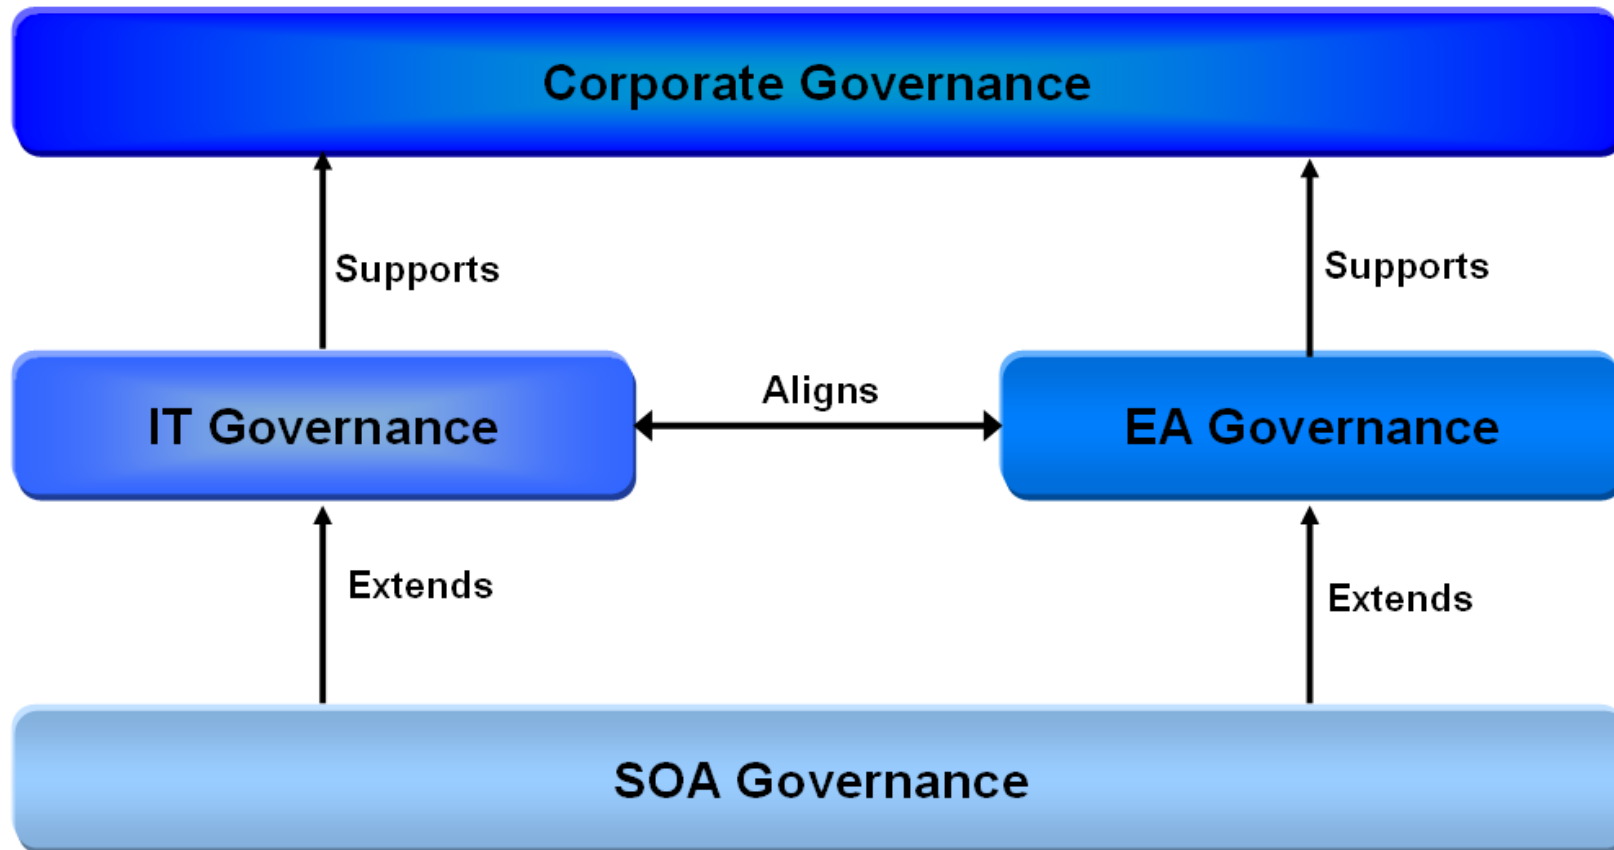 Corporate Governance
Supports
Supports
IT Governance
Aligns
EA Governance
Extends
Extends
SOA Governance